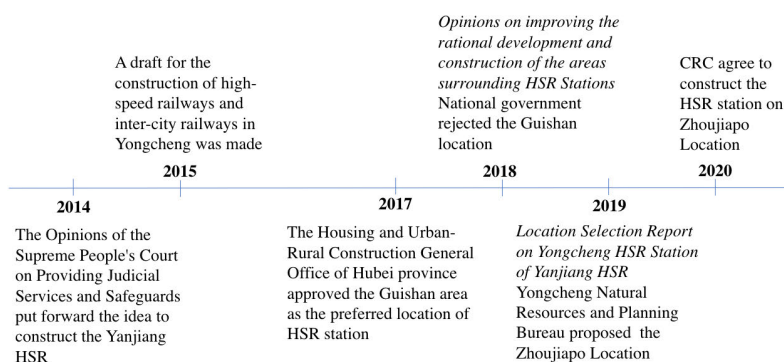 Opinions on improving the
rational development and
construction of the areas
surrounding HSR Stations
National government
rejected the Guishan
location
A draft for the
construction of high-
speed railways and
inter-city railways in
Yongcheng was made
CRC agree to
construct the
HSR station on
Zhoujiapo
Location
2015
2018
2020
2014
2017
2019
The Opinions of the
Supreme People's Court
on Providing Judicial
Services and Safeguards
put forward the idea to
construct the Yanjiang
HSR
The Housing and Urban-
Rural Construction General
Office of Hubei province
approved the Guishan area
as the preferred location of
HSR station
Location Selection Report
on Yongcheng HSR Station
of Yanjiang HSR
Yongcheng Natural
Resources and Planning
Bureau proposed the
Zhoujiapo Location